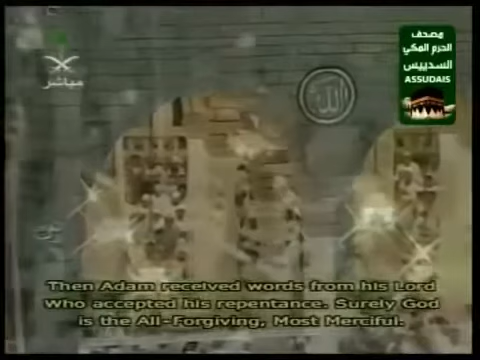 مصحف
الحرم المكي
السديس
ASSUDAIS
مباشر
الله
Then Adam received words from his Lord
Who accepted his repentance. Surely God
is the All-Forgiving, Most Merciful.